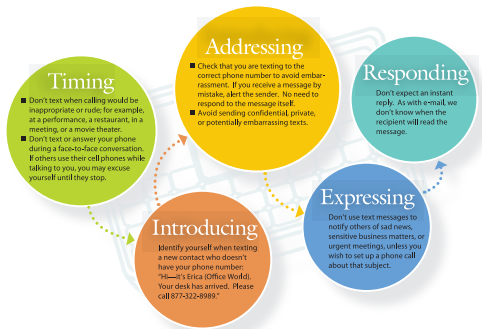 Timing
■ Don't text when calling would be
inappropriate or rude; for example,
at a performance, a restaurant, in a
meeting, or a movie theater.
■ Don't text or answer your phone
during a face-to-face conversation.
If others use their cell phones while
talking to you, you may excuse
yourself until they stop.
Introducing
Identify yourself when texting
a new contact who doesn't
have your phone number:
"Hi—it's Erica (Office World).
Your desk has arrived. Please
call 877-322-8989."
Addressing
■ Check that you are texting to the
correct phone number to avoid embar-
rassment. If you receive a message by
mistake, alert the sender. No need to
respond to the message itself.
■ Avoid sending confidential, private,
or potentially embarrassing texts.
Expressing
Don't use text messages to
notify others of sad news,
sensitive business matters, or
urgent meetings, unless you
wish to set up a phone call
about that subject.
Responding
Don't expect an instant
reply. As with e-mail, we
don't know when the
recipient will read the
message.